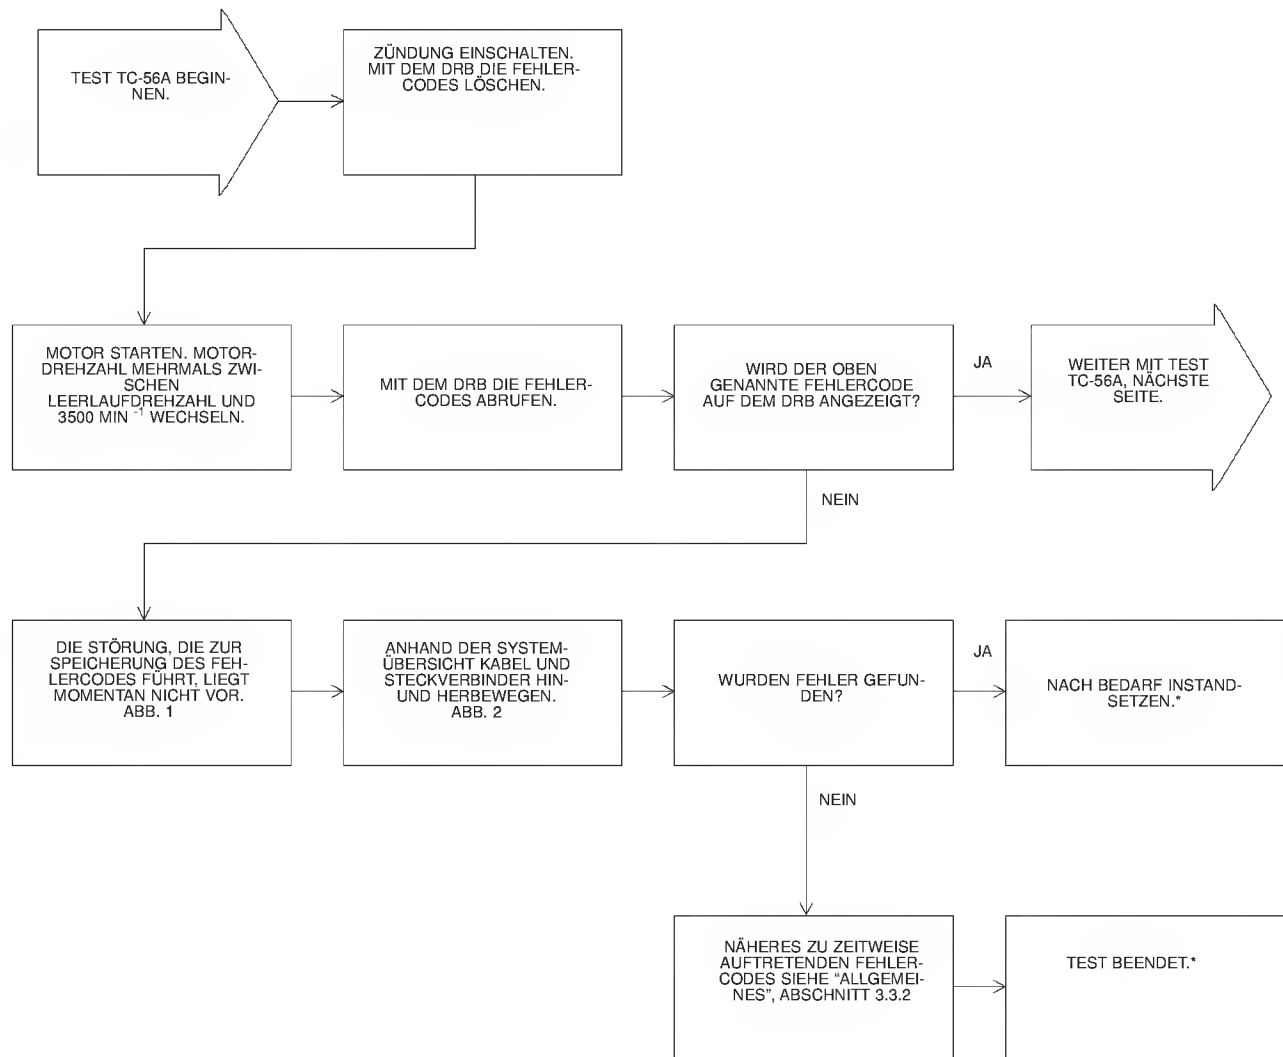 TEST TC-56A BEGIN-
NEN.
ZÜNDUNG EINSCHALTEN.
MIT DEM DRB DIE FEHLER-
CODES LÖSCHEN.
MOTOR STARTEN. MOTOR-
DREHZAHL MEHRMALS ZWI-
SCHEN
LEERLAUFDREHZAHL UND
3500 MIN -1 WECHSELN.
MIT DEM DRB DIE FEHLER-
CODES ABRUFEN.
WIRD DER OBEN
GENANNTE FEHLERCODE
AUF DEM DRB ANGEZEIGT?
JA
WEITER MIT TEST
TC-56A, NÄCHSTE
SEITE.
NEIN
DIE STÖRUNG, DIE ZUR
SPEICHERUNG DES FEH-
LERCODES FÜHRT, LIEGT
MOMENTAN NICHT VOR.
ABB. 1
ANHAND DER SYSTEM-
ÜBERSICHT KABEL UND
STECKVERBINDER HIN-
UND HERBEWEGEN.
ABB. 2
WURDEN FEHLER GEFUN-
DEN?
JA
NACH BEDARF INSTAND-
SETZEN.*
NEIN
NÄHERES ZU ZEITWEISE
AUFTRETENDEN FEHLER-
CODES SIEHE "ALLGEMEI-
NES", ABSCHNITT 3.3.2
TEST BEENDET.*